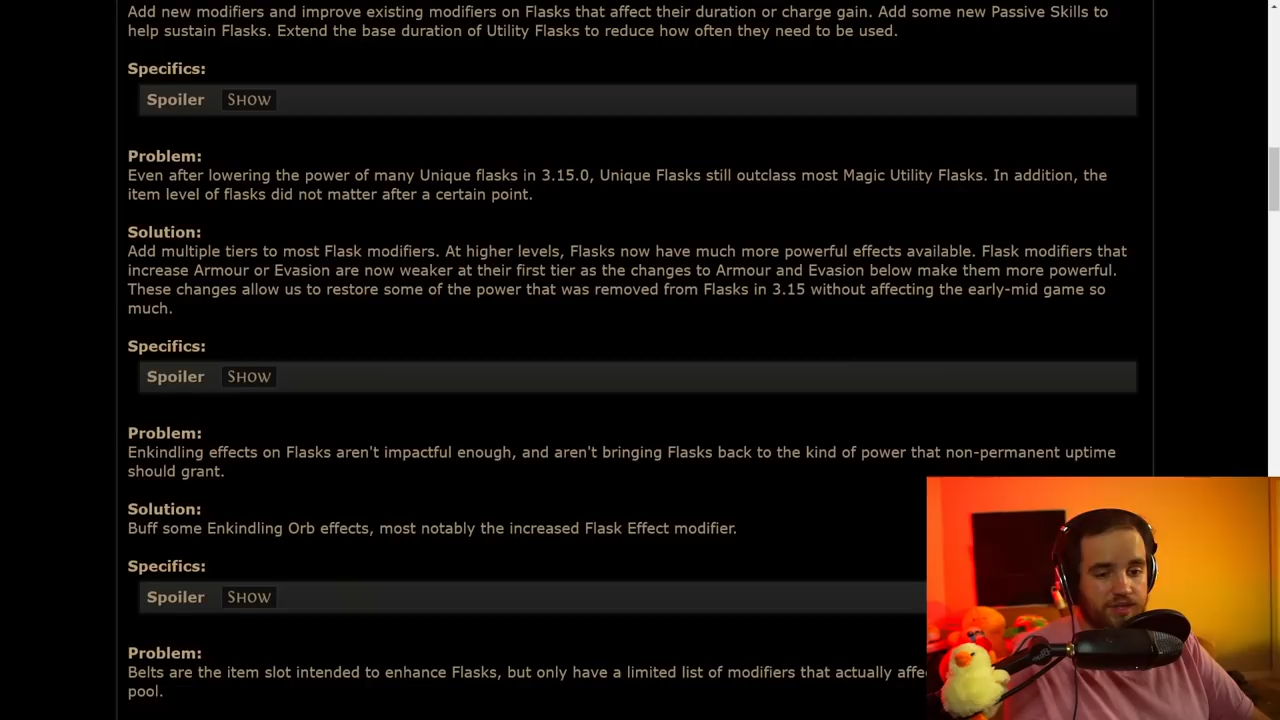 Add new modifiers and improve existing modifiers on Flasks that affect their duration or charge gain. Add some new Passive Skills to
help sustain Flasks. Extend the base duration of Utility Flasks to reduce how often they need to be used.
Specifics:
Spoiler SHOW
Problem:
Even after lowering the power of many Unique flasks in 3.15.0, Unique Flasks still outclass most Magic Utility Flasks. In addition, the
item level of flasks did not matter after a certain point.
Solution:
Add multiple tiers to most Flask modifiers. At higher levels, Flasks now have much more powerful effects available. Flask modifiers that
increase Armour or Evasion are now weaker at their first tier as the changes to Armour and Evasion below make them more powerful.
These changes allow us to restore some of the power that was removed from Flasks in 3.15 without affecting the early-mid game so
much.
Specifics:
Spoiler SHOW
Problem:
Enkindling effects on Flasks aren't impactful enough, and aren't bringing Flasks back to the kind of power that non-permanent uptime
should grant.
Solution:
Buff some Enkindling Orb effects, most notably the increased Flask Effect modifier.
Specifics:
Spoiler SHOW
Problem:
Belts are the item slot intended to enhance Flasks, but only have a limited list of modifiers that actually
pool.